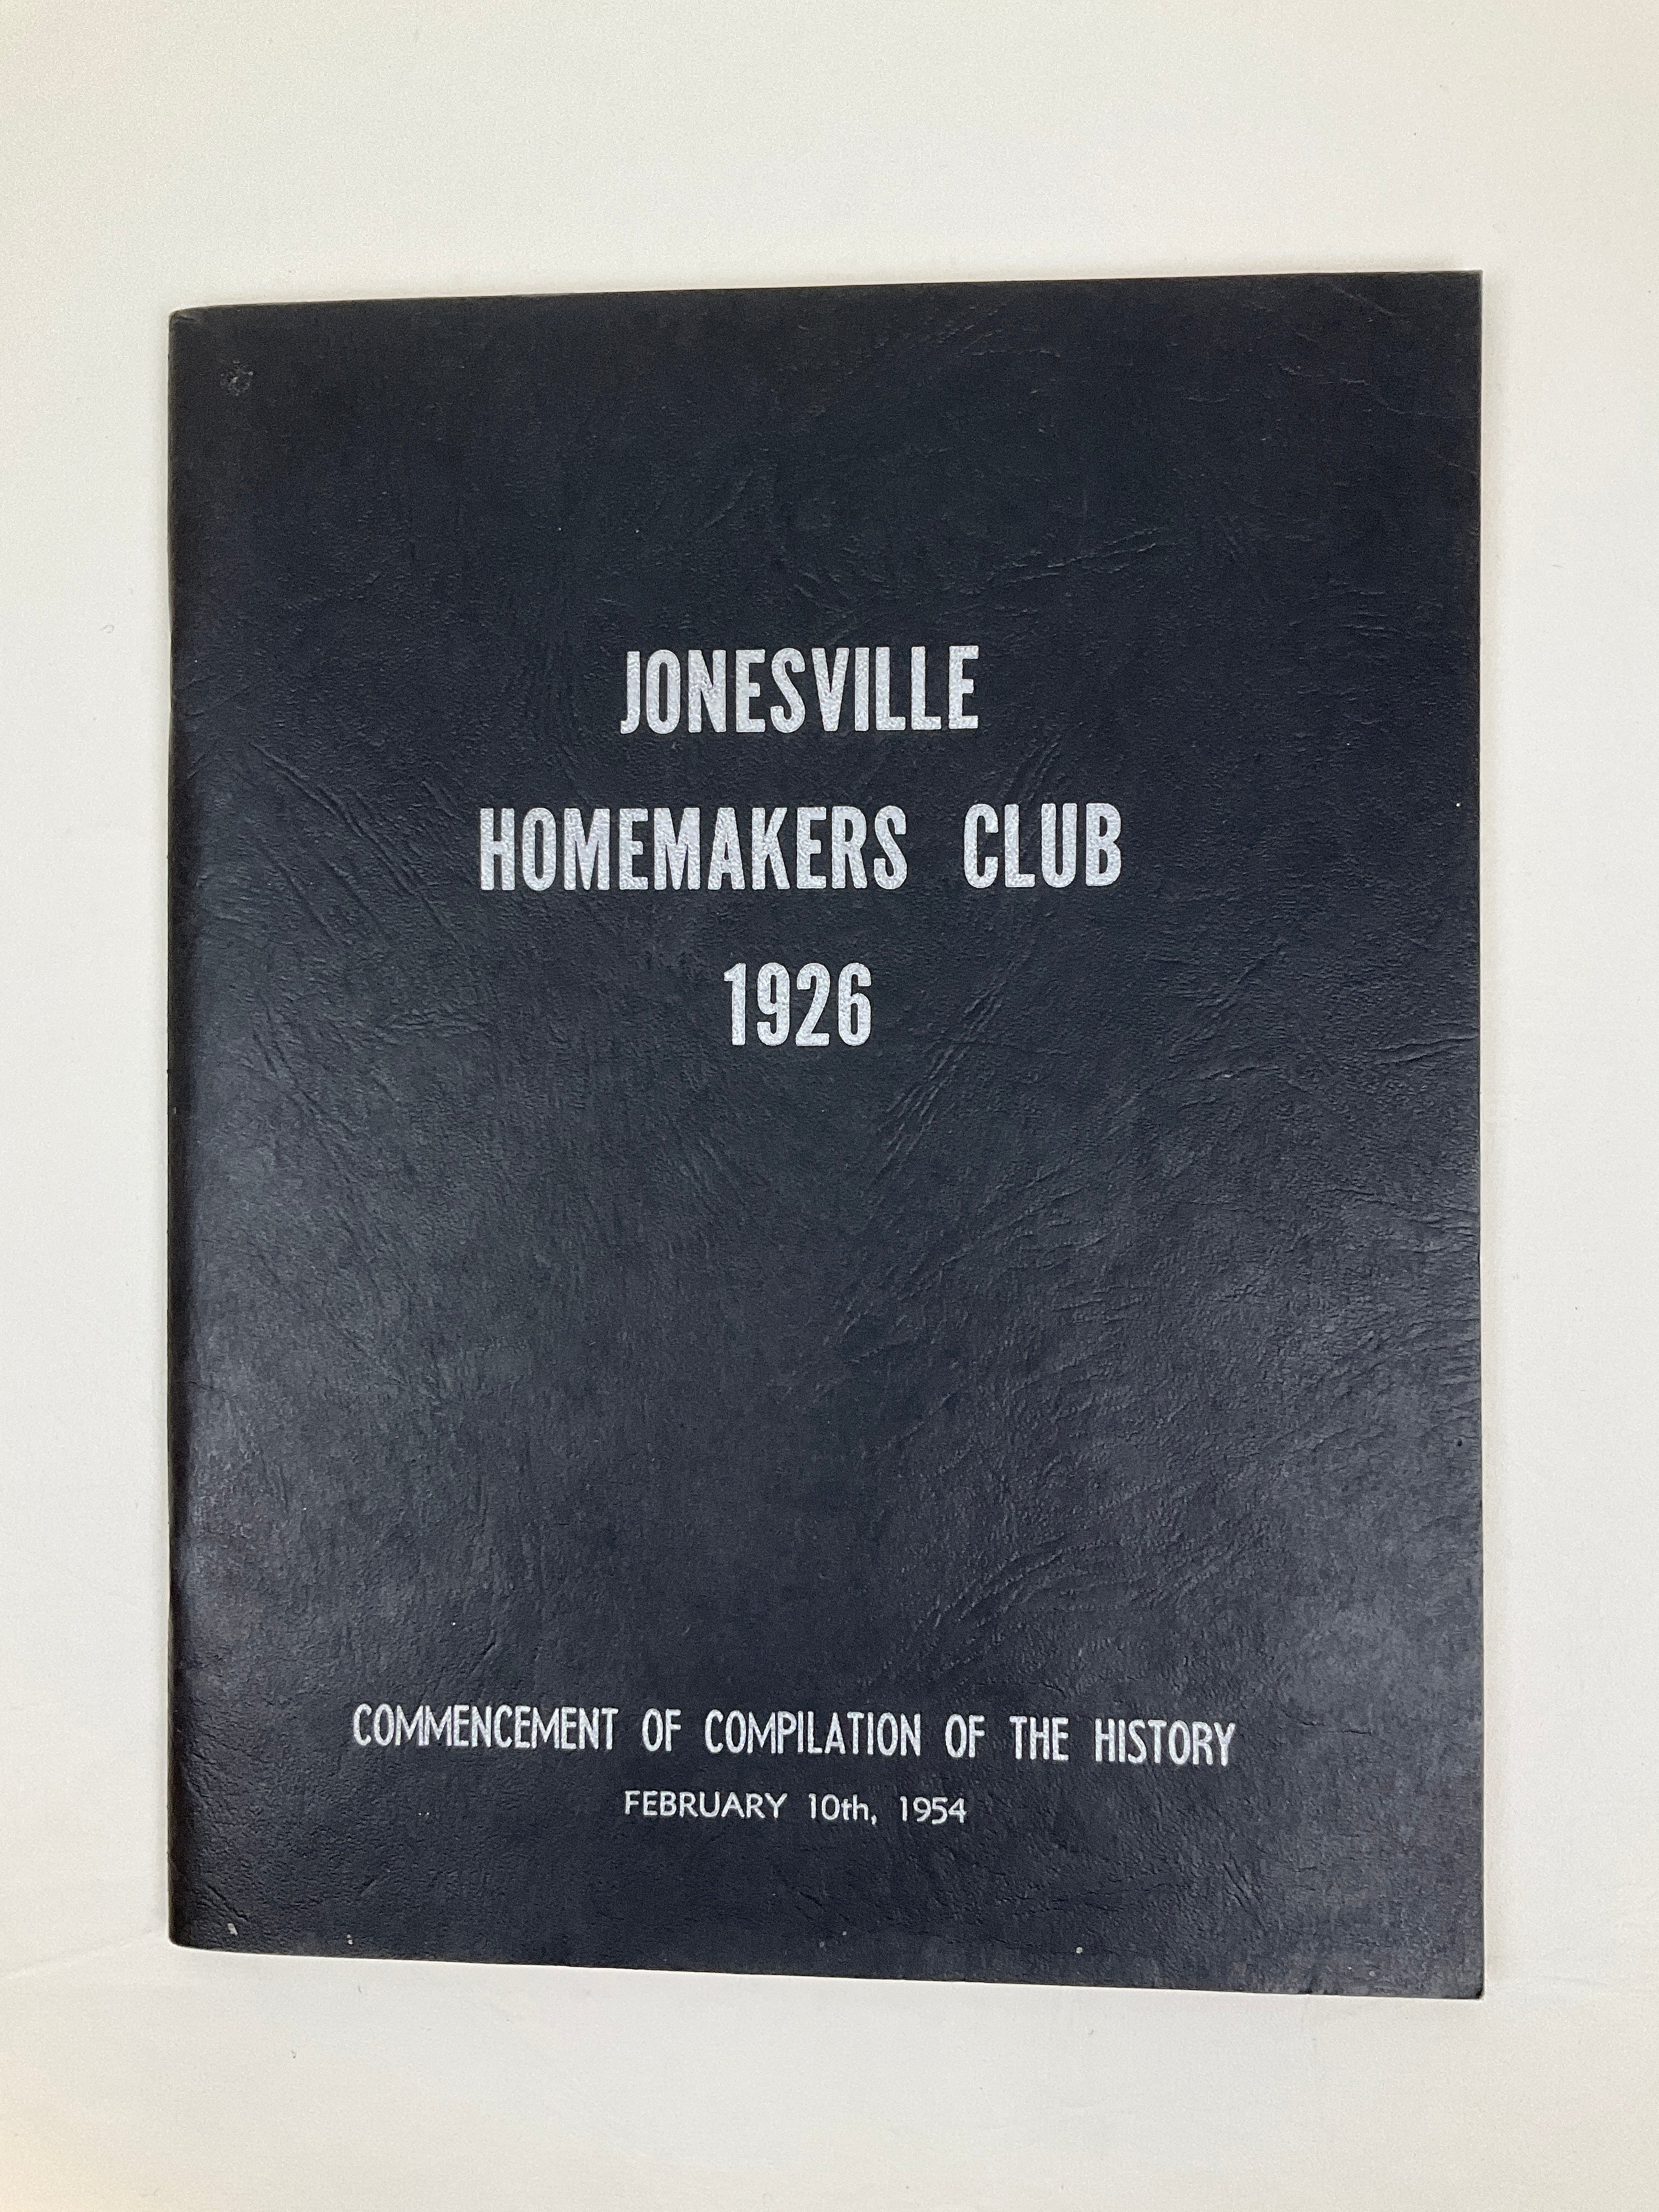 JONESVILLE
HOMEMAKERS CLUB
1926
COMMENCEMENT OF COMPILATION OF THE HISTORY
FEBRUARY 10th, 1954